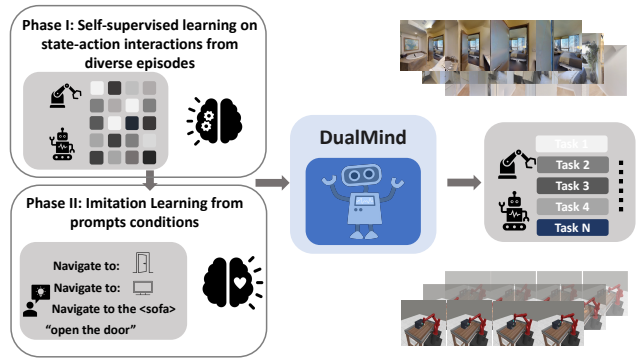 Phase I: Self-supervised learning on
state-action interactions from
diverse episodes
Phase II: Imitation Learning from
prompts conditions
Navigate to:
Navigate to:
Navigate to the <sofa>
“open the door”
DualMind
Task 1
Task 2
Task 3
Task 4
Task N